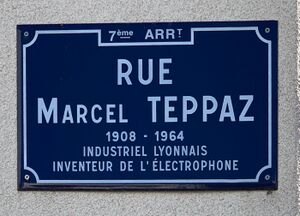 7ème ARRT
RUE
MARCEL TEPPAZ
1908 - 1964
INDUSTRIEL LYONNAIS
INVENTEUR DE L'ÉLECTROPHONE